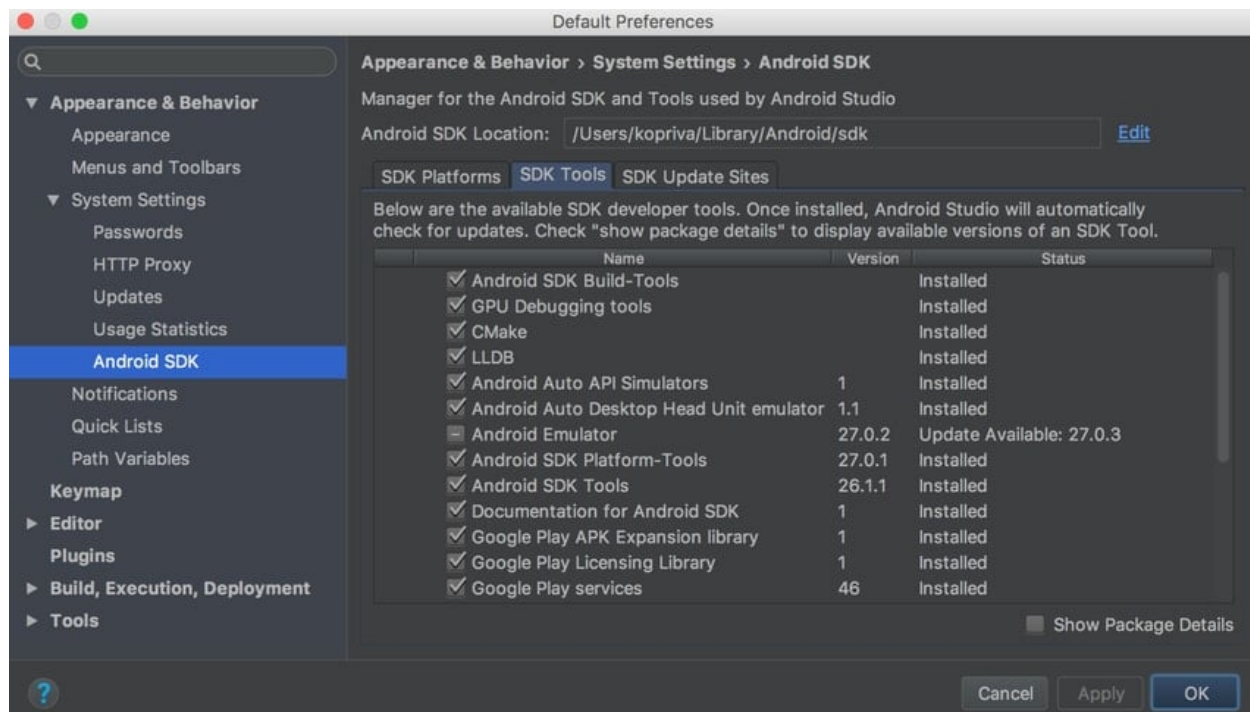 Default Preferences
Appearance & Behavior
Appearance
Menus and Toolbars
System Settings
Passwords
HTTP Proxy
Updates
Usage Statistics
Android SDK
Notifications
Quick Lists
Path Variables
Keymap
Editor
Plugins
Build, Execution, Deployment
Tools
Appearance & Behavior › System Settings › Android SDK
Manager for the Android SDK and Tools used by Android Studio
Android SDK Location: /Users/kopriva/Library/Android/sdk Edit
SDK Platforms SDK Tools SDK Update Sites
Below are the available SDK developer tools. Once installed, Android Studio will automatically
check for updates. Check "show package details" to display available versions of an SDK Tool.
Name Version Status
Android SDK Build-Tools Installed
GPU Debugging tools Installed
CMake Installed
LLDB Installed
Android Auto API Simulators 1 Installed
Android Auto Desktop Head Unit emulator 1.1 Installed
Android Emulator 27.0.2 Update Available: 27.0.3
Android SDK Platform-Tools 27.0.1 Installed
Android SDK Tools 26.1.1 Installed
Documentation for Android SDK 1 Installed
Google Play APK Expansion library 1 Installed
Google Play Licensing Library 1 Installed
Google Play services 46 Installed
Show Package Details
? Cancel Apply OK